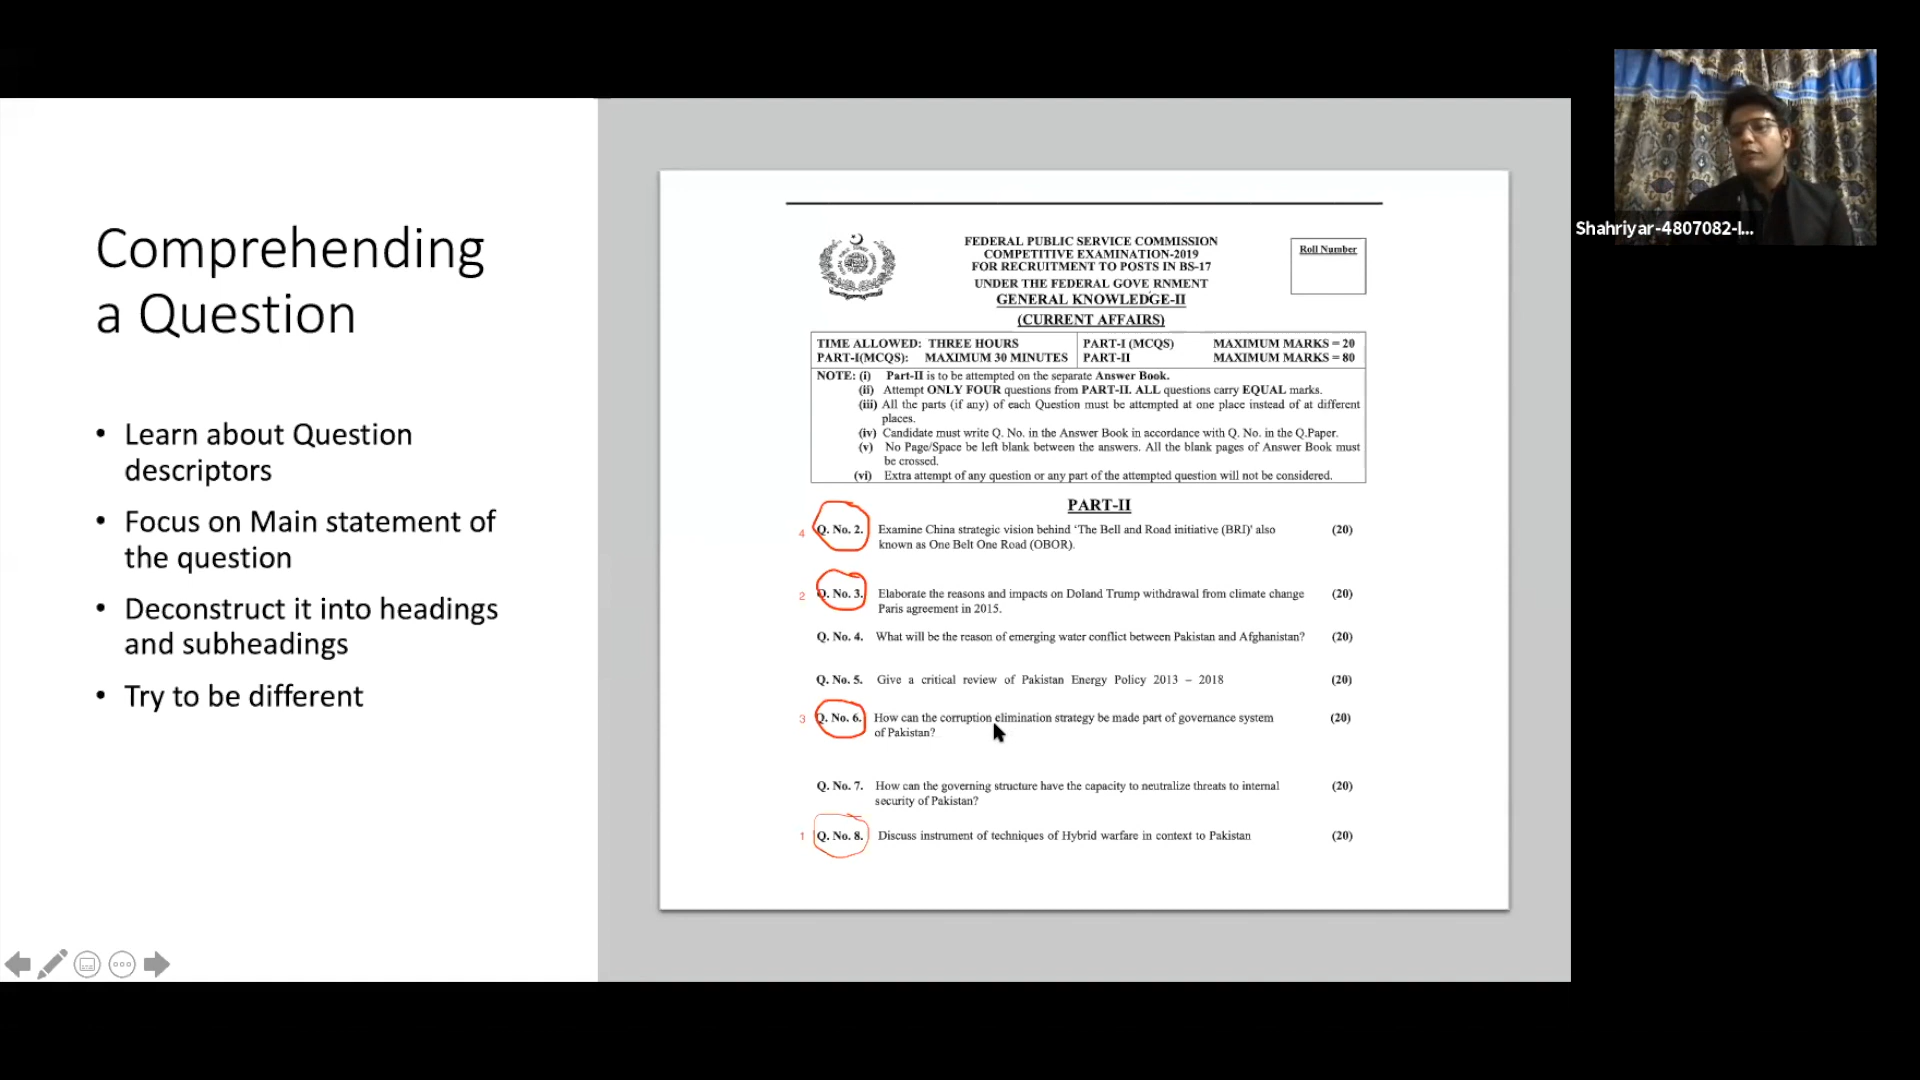 Comprehending
a Question
• Learn about Question
descriptors
• Focus on Main statement of
the question
• Deconstruct it into headings
and subheadings
• Try to be different
FEDERAL PUBLIC SERVICE COMMISSION
COMPETITIVE EXAMINATION-2019
FOR RECRUITMENT TO POSTS IN BS-17
UNDER THE FEDERAL GOVE RNMENT
GENERAL KNOWLEDGE-II
(CURRENT AFFAIRS)
Roll Number
TIME ALLOWED: THREE HOURS PART-I (MCQS) MAXIMUM MARKS = 20
PART-I(MCQS): MAXIMUM 30 MINUTES PART-II MAXIMUM MARKS = 80
NOTE: (i) Part-II is to be attempted on the separate Answer Book.
(ii) Attempt ONLY FOUR questions from PART-II. ALL questions carry EQUAL marks.
(iii) All the parts (if any) of each Question must be attempted at one place instead of at different
places.
(iv) Candidate must write Q. No. in the Answer Book in accordance with Q. No. in the Q.Paper.
(v) No Page/Space be left blank between the answers. All the blank pages of Answer Book must
be crossed.
(vi) Extra attempt of any question or any part of the attempted question will not be considered.
PART-II
4 Q. No. 2. Examine China strategic vision behind ‘The Bell and Road initiative (BRI)’ also (20)
known as One Belt One Road (OBOR).
2 Q. No. 3. Elaborate the reasons and impacts on Doland Trump withdrawal from climate change (20)
Paris agreement in 2015.
Q. No. 4. What will be the reason of emerging water conflict between Pakistan and Afghanistan? (20)
Q. No. 5. Give a critical review of Pakistan Energy Policy 2013 – 2018 (20)
3 Q. No. 6. How can the corruption elimination strategy be made part of governance system (20)
of Pakistan?
Q. No. 7. How can the governing structure have the capacity to neutralize threats to internal (20)
security of Pakistan?
1 Q. No. 8. Discuss instrument of techniques of Hybrid warfare in context to Pakistan (20)
Shahriyar-4807082-I...